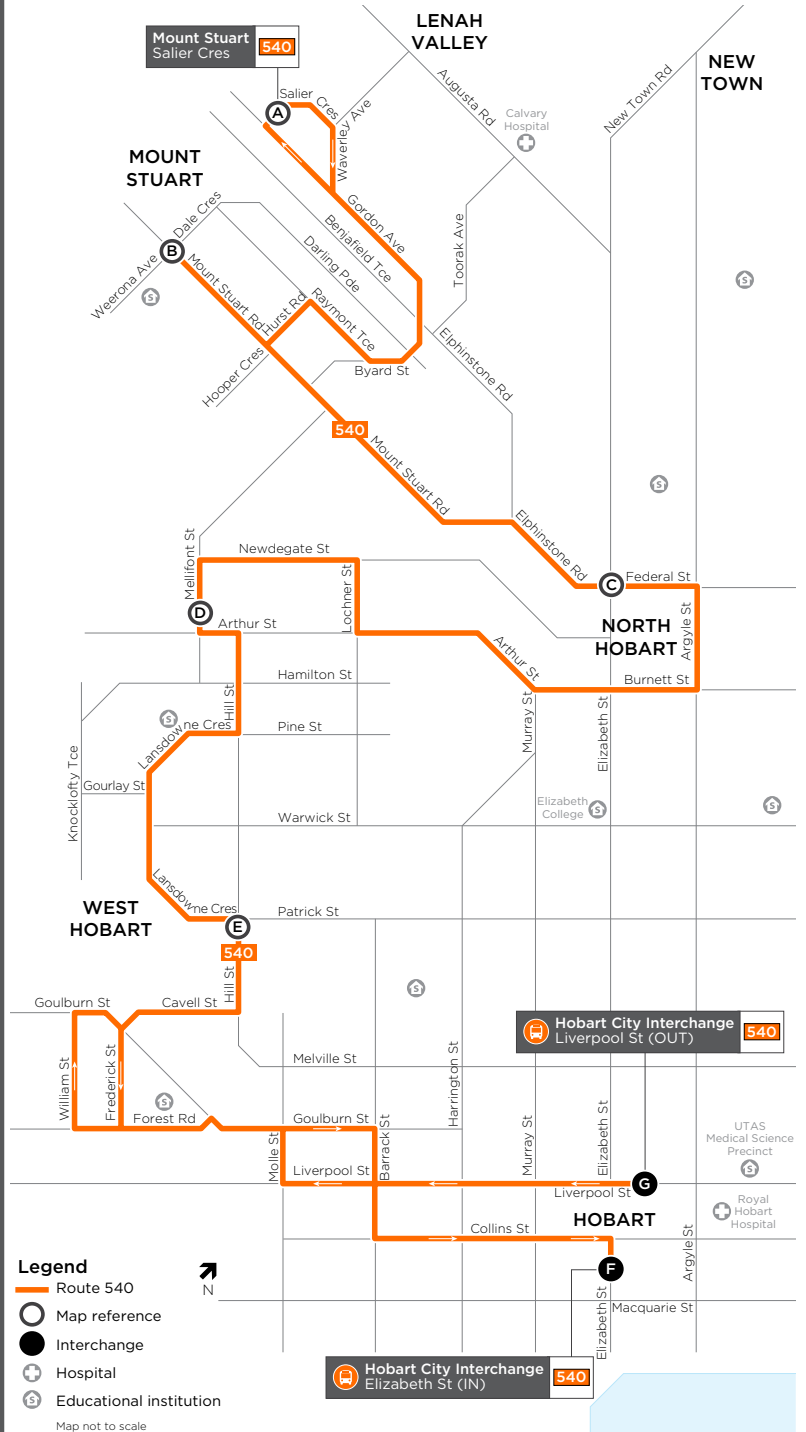 LENAH
VALLEY
Mount Stuart
Salier Cres
540
NEW
TOWN
Augusta Rd
New Town Rd
Salier Cres
A
Waverley Ave
Calvary
Hospital
MOUNT
STUART
Gordon Ave
Dale Cres
Benjafield Tce
Toorak Ave
B
Darling Pde
Weerona Ave
Mount Stuart Rd
Hurst Rd
Raymont Tce
Elphinstone Rd
Hooper Cres
Byard St
540
Mount Stuart Rd
Elphinstone Rd
Mellifont St
Newdegate St
Lochner St
C
Federal St
D
Arthur St
NORTH
HOBART
Argyle St
Arthur St
Hamilton St
Burnett St
Hill St
Murray St
Elizabeth St
Lansdowne Cres
Pine St
Knocklofty Tce
Gourlay St
Elizabeth
College
Warwick St
Lansdowne Cres
WEST
HOBART
Patrick St
E
540
Hill St
Goulburn St
Cavell St
Hobart City Interchange
Liverpool St (OUT)
540
Melville St
William St
Frederick St
Harrington St
Forest Rd
Goulburn St
Molle St
Barrack St
Murray St
Elizabeth St
UTAS
Medical Science
Precinct
Liverpool St
Liverpool St
G
Royal
Hobart
Hospital
HOBART
Collins St
Argyle St
F
Elizabeth St
Macquarie St
Legend
Route 540
N
Map reference
Interchange
Hospital
Educational institution
Map not to scale
Hobart City Interchange
Elizabeth St (IN)
540